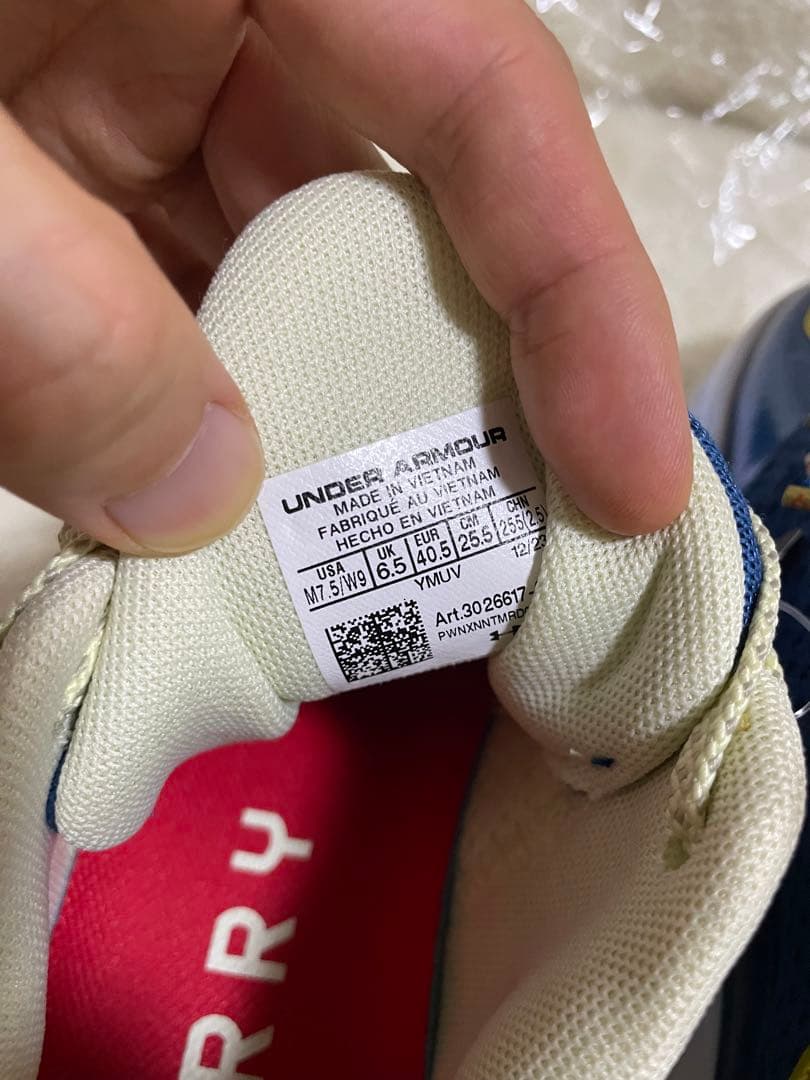 UNDER ARMOUR
MADE IN VIETNAM
FABRIQUÉ AU VIETNAM
HECHO EN VIETNAM
USA UK EUR CM CHN
M7.5/W9 6.5 40.5 25.5 255(2.5)
YMUV 12/23
Art.3026617-
RRY